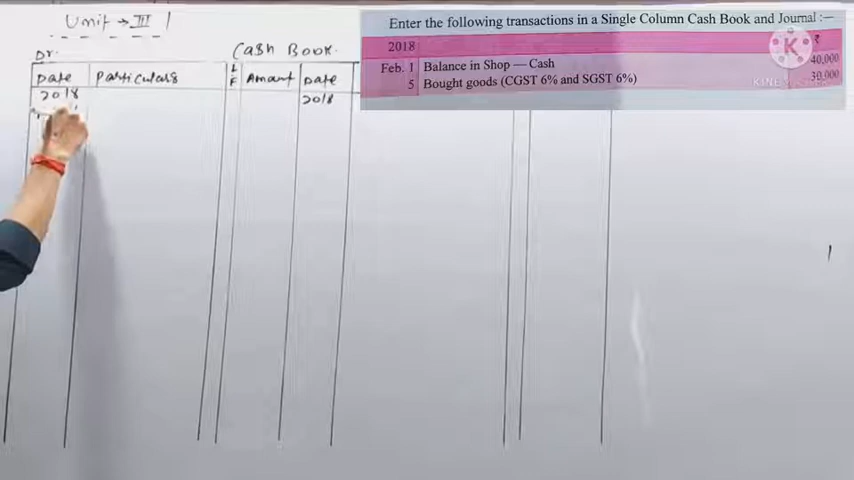 Unit → III
Dr.
Cash Book.
Date Particulars L F Amount Date
2018 2018
Enter the following transactions in a Single Column Cash Book and Journal :—
2018 ₹
Feb. 1 Balance in Shop — Cash 40,000
5 Bought goods (CGST 6% and SGST 6%) 30,000
K